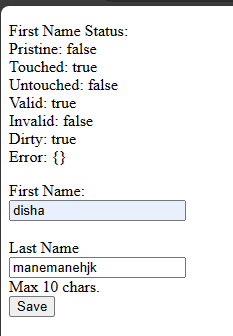 First Name Status:
Pristine: false
Touched: true
Untouched: false
Valid: true
Invalid: false
Dirty: true
Error: {}
First Name:
disha
Last Name
manemanehjk
Max 10 chars.
Save